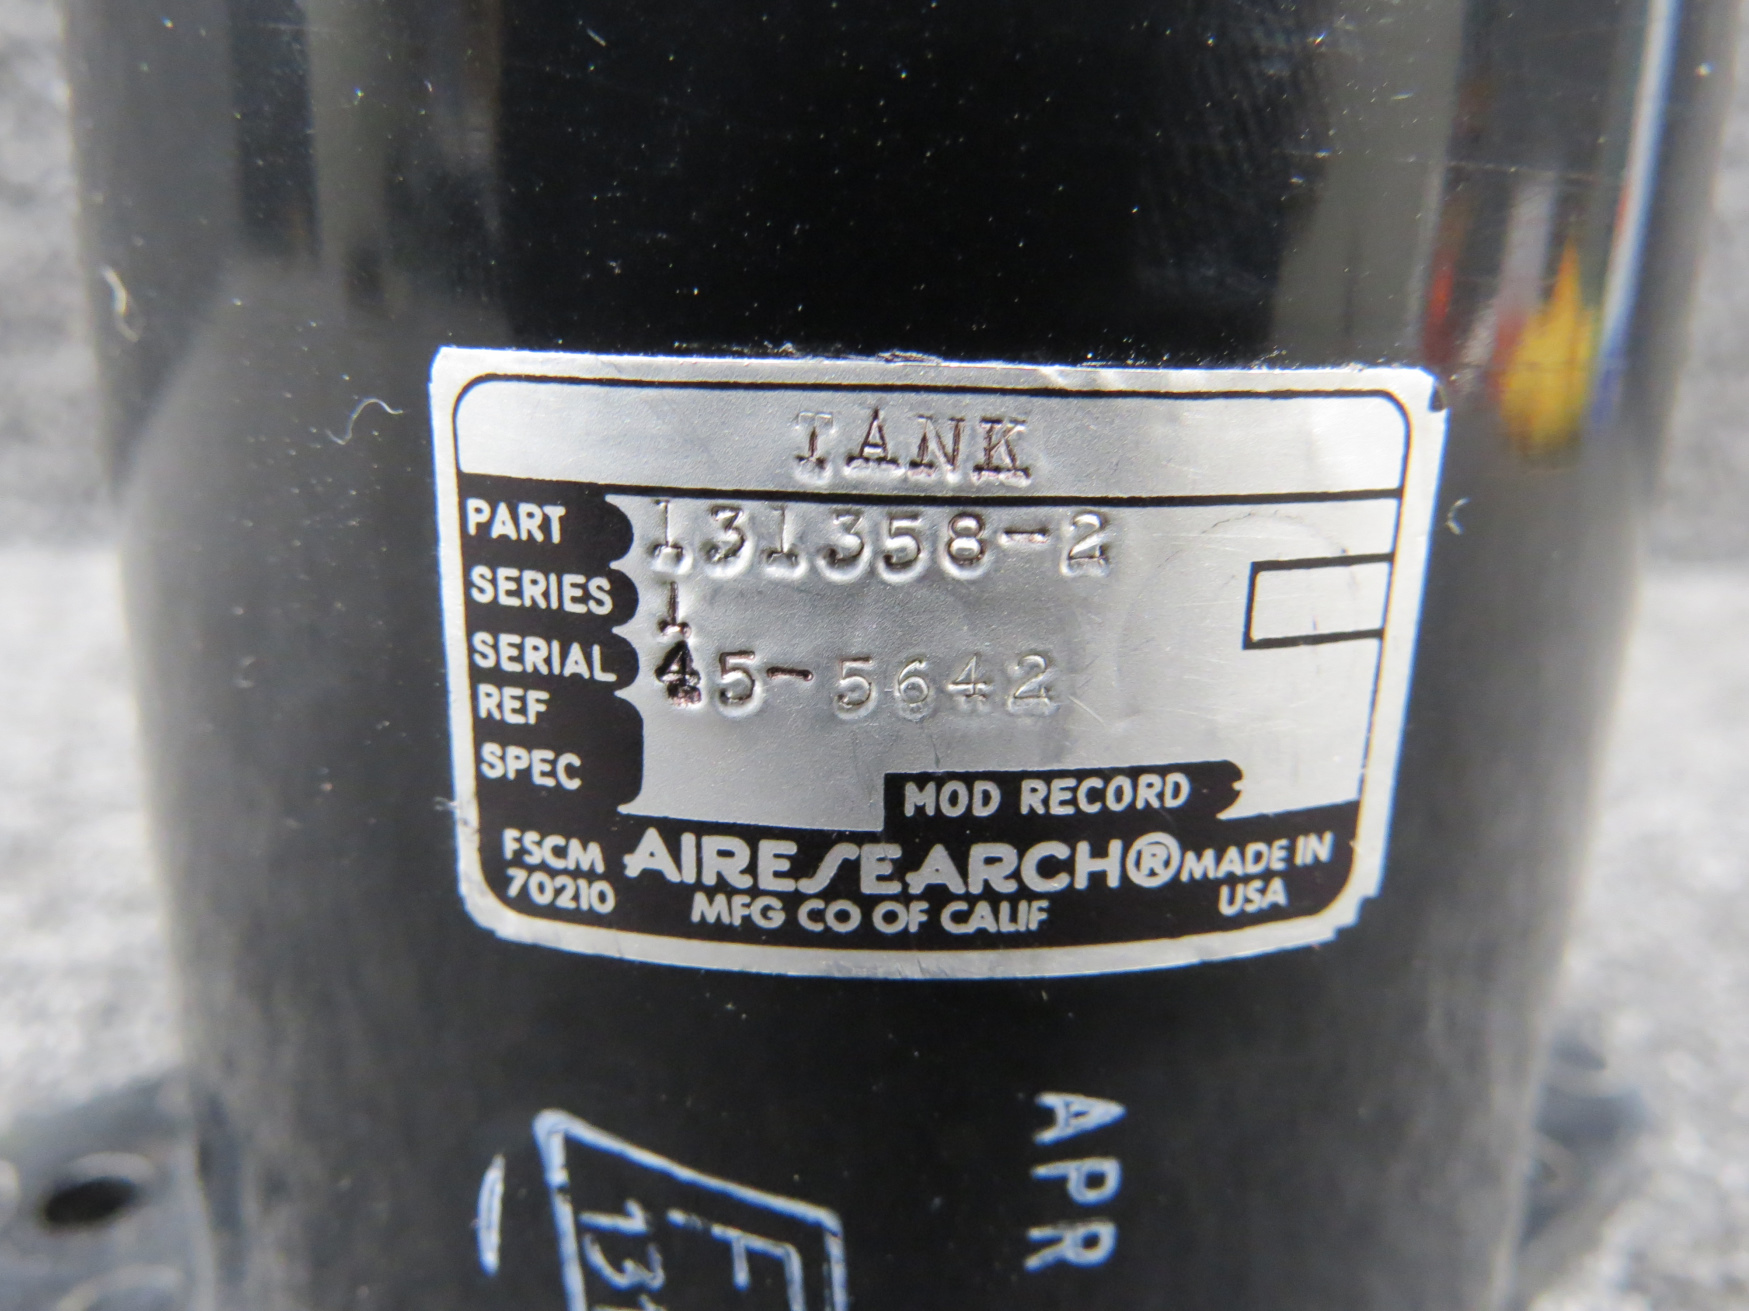 TANK
PART 131358-2
SERIES 1
SERIAL 45-5642
REF
SPEC
MOD RECORD
FSCM 70210
AIRESEARCH®
MFG CO OF CALIF
MADE IN USA
APR
F
131